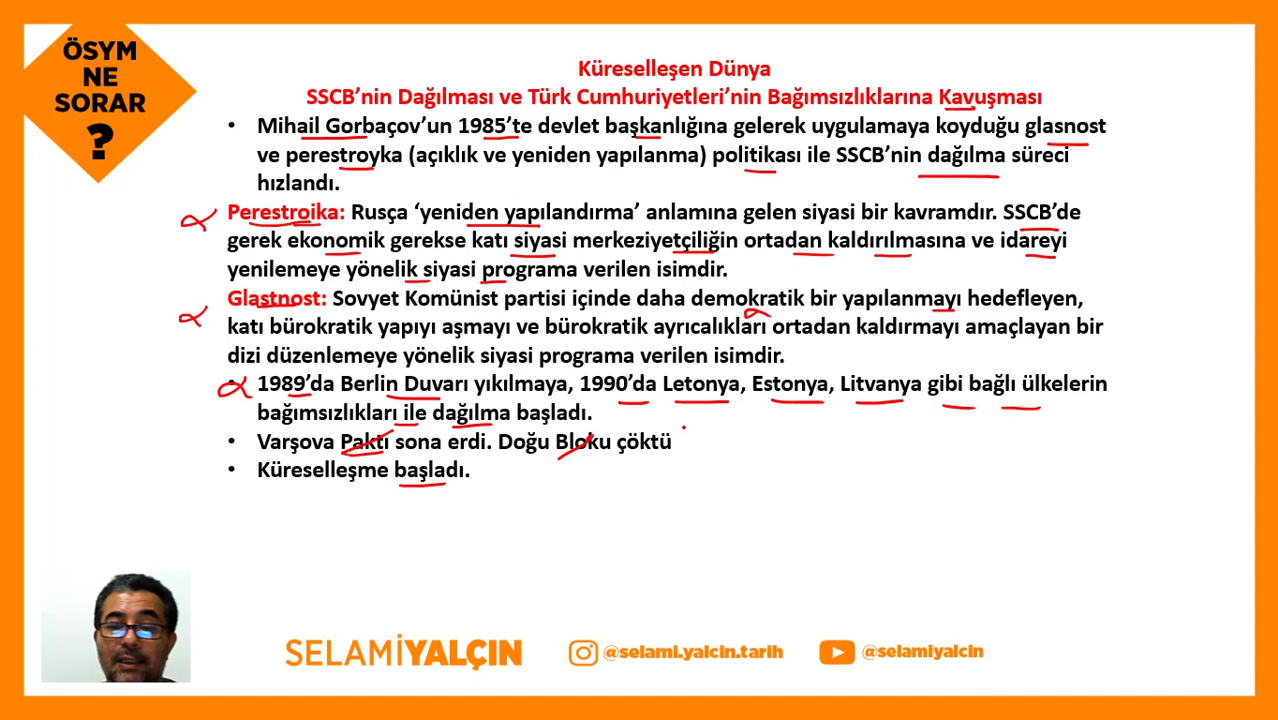 ÖSYM
NE
SORAR
?
Küreselleşen Dünya
SSCB’nin Dağılması ve Türk Cumhuriyetleri’nin Bağımsızlıklarına Kavuşması
• Mihail Gorbaçov’un 1985’te devlet başkanlığına gelerek uygulamaya koyduğu glasnost
ve perestroyka (açıklık ve yeniden yapılanma) politikası ile SSCB’nin dağılma süreci
hızlandı.
Perestroika: Rusça ‘yeniden yapılandırma’ anlamına gelen siyasi bir kavramdır. SSCB’de
gerek ekonomik gerekse katı siyasi merkeziyetçiliğin ortadan kaldırılmasına ve idareyi
yenilemeye yönelik siyasi programa verilen isimdir.
Glastnost: Sovyet Komünist partisi içinde daha demokratik bir yapılanmayı hedefleyen,
katı bürokratik yapıyı aşmayı ve bürokratik ayrıcalıkları ortadan kaldırmayı amaçlayan bir
dizi düzenlemeye yönelik siyasi programa verilen isimdir.
• 1989’da Berlin Duvarı yıkılmaya, 1990’da Letonya, Estonya, Litvanya gibi bağlı ülkelerin
bağımsızlıkları ile dağılma başladı.
• Varşova Paktı sona erdi. Doğu Bloku çöktü
• Küreselleşme başladı.
SELAMİYALÇIN
@selami.yalcin.tarih
@selamiyalcin